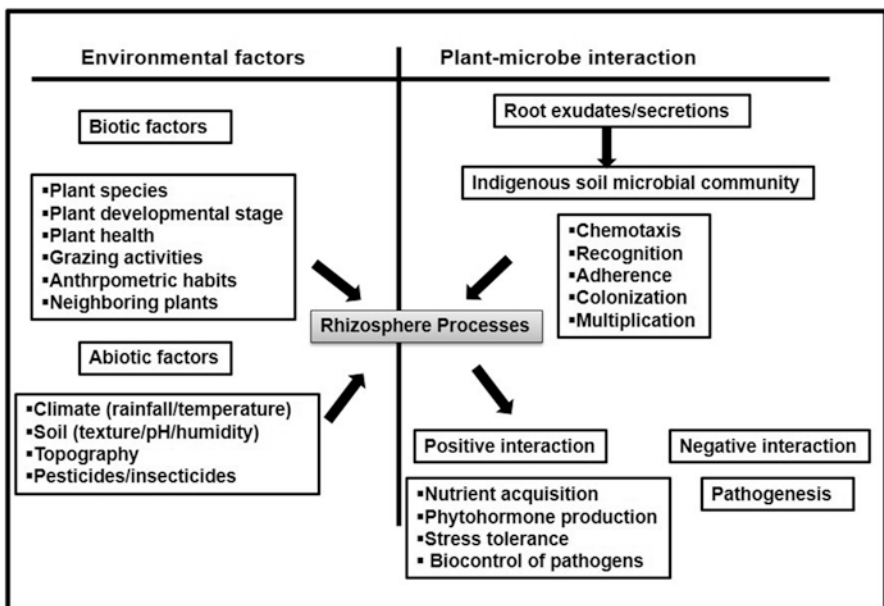 Environmental factors
Biotic factors
▪Plant species
▪Plant developmental stage
▪Plant health
▪Grazing activities
▪Anthrpometric habits
▪Neighboring plants
Abiotic factors
▪Climate (rainfall/temperature)
▪Soil (texture/pH/humidity)
▪Topography
▪Pesticides/insecticides
Plant-microbe interaction
Root exudates/secretions
Indigenous soil microbial community
▪Chemotaxis
▪Recognition
▪Adherence
▪Colonization
▪Multiplication
Rhizosphere Processes
Positive interaction
▪Nutrient acquisition
▪Phytohormone production
▪Stress tolerance
▪ Biocontrol of pathogens
Negative interaction
Pathogenesis